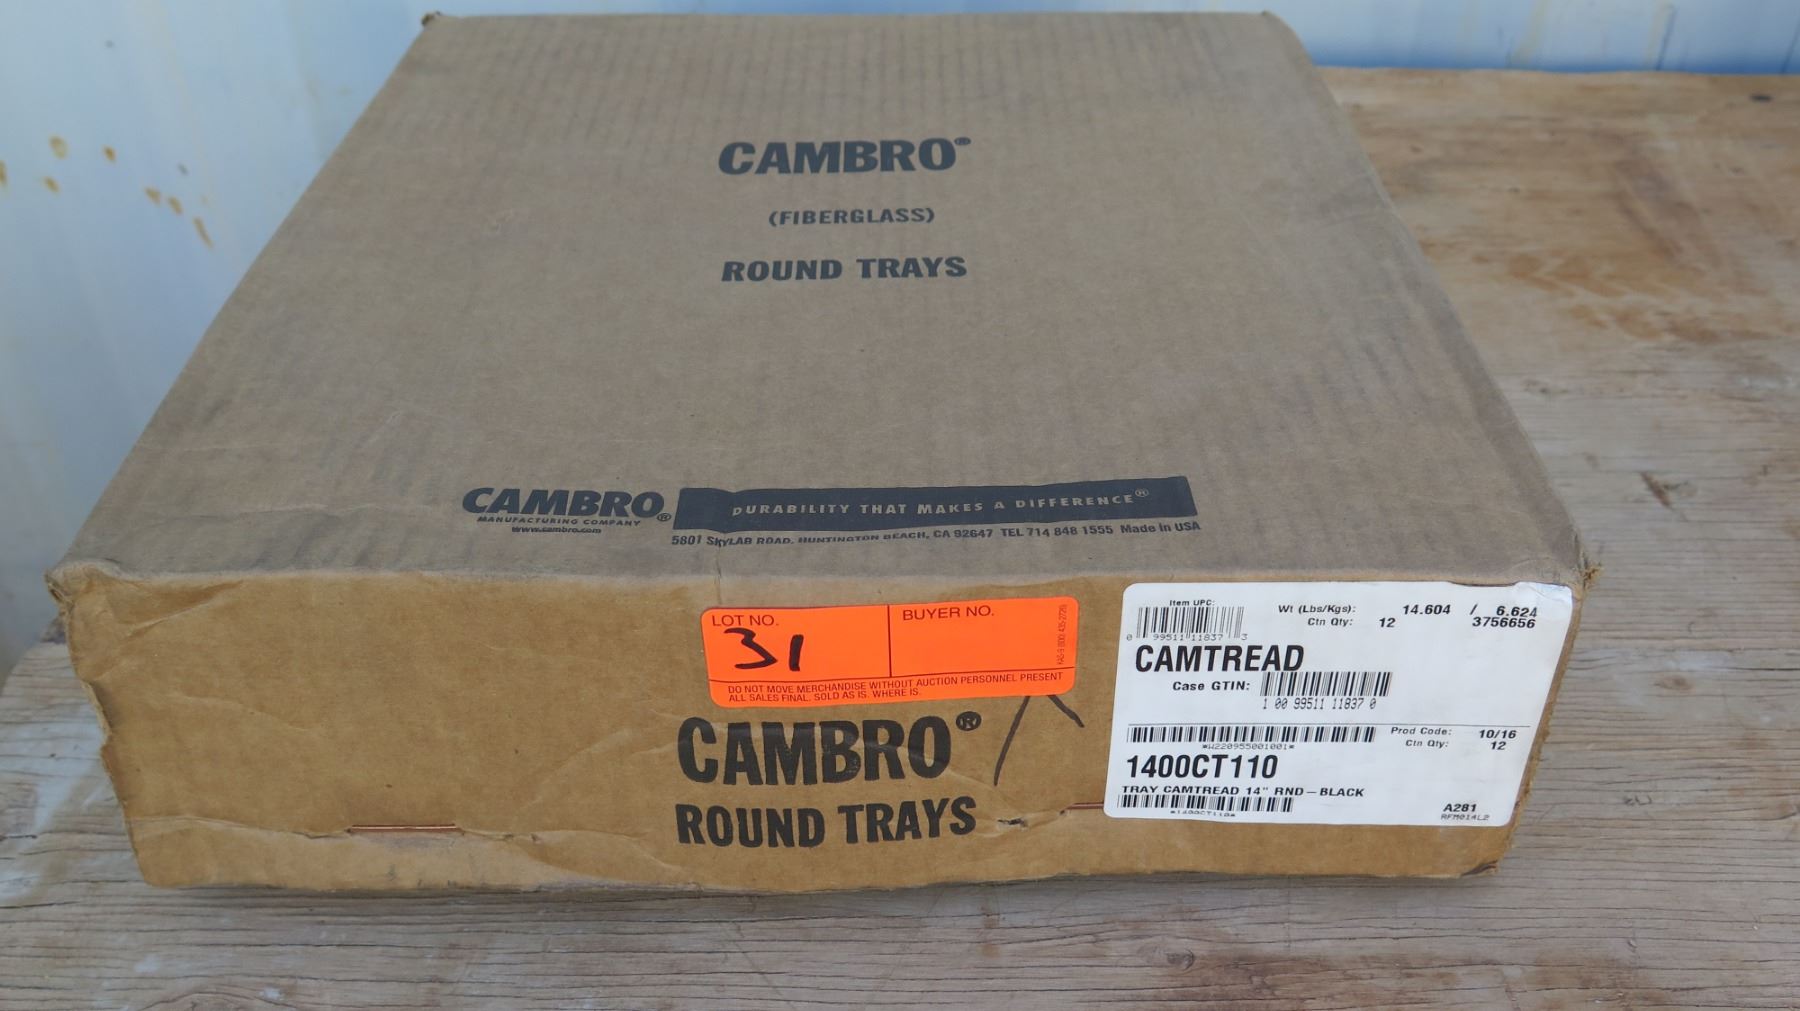 CAMBRO®
(FIBERGLASS)
ROUND TRAYS
CAMBRO®
MANUFACTURING COMPANY
www.cambro.com
DURABILITY THAT MAKES A DIFFERENCE®
5801 SKYLAB ROAD, HUNTINGTON BEACH, CA 92647 TEL 714 848 1555 Made in USA
LOT NO. BUYER NO.
31
DO NOT MOVE MERCHANDISE WITHOUT AUCTION PERSONNEL PRESENT
ALL SALES FINAL. SOLD AS IS. WHERE IS.
CAMBRO®
ROUND TRAYS
Item UPC: Wt (Lbs/Kgs): 14.604 / 6.624
Ctn Qty: 12 3756656
0 99511 11837 3
CAMTREAD
Case GTIN:
1 00 99511 11837 0
Prod Code: 10/16
*W220955001001* Ctn Qty: 12
1400CT110
TRAY CAMTREAD 14" RND-BLACK
*1400CT110* A281
RFM014L2